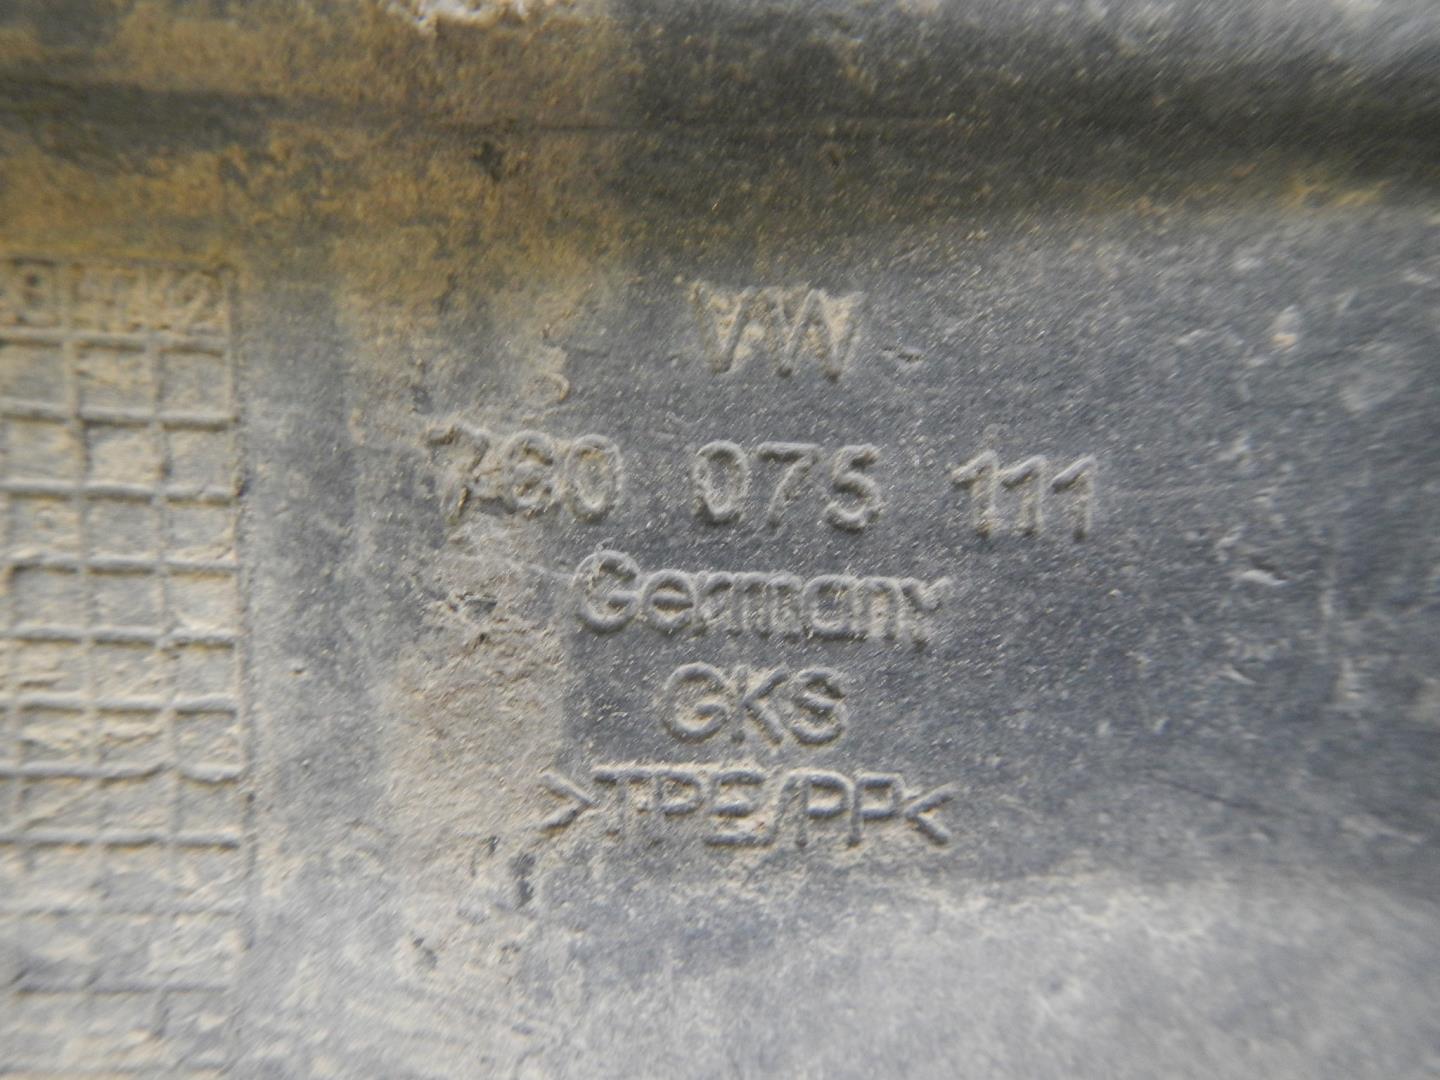 VW
7E0 075 111
Germany
GKS
>TPE/PP<